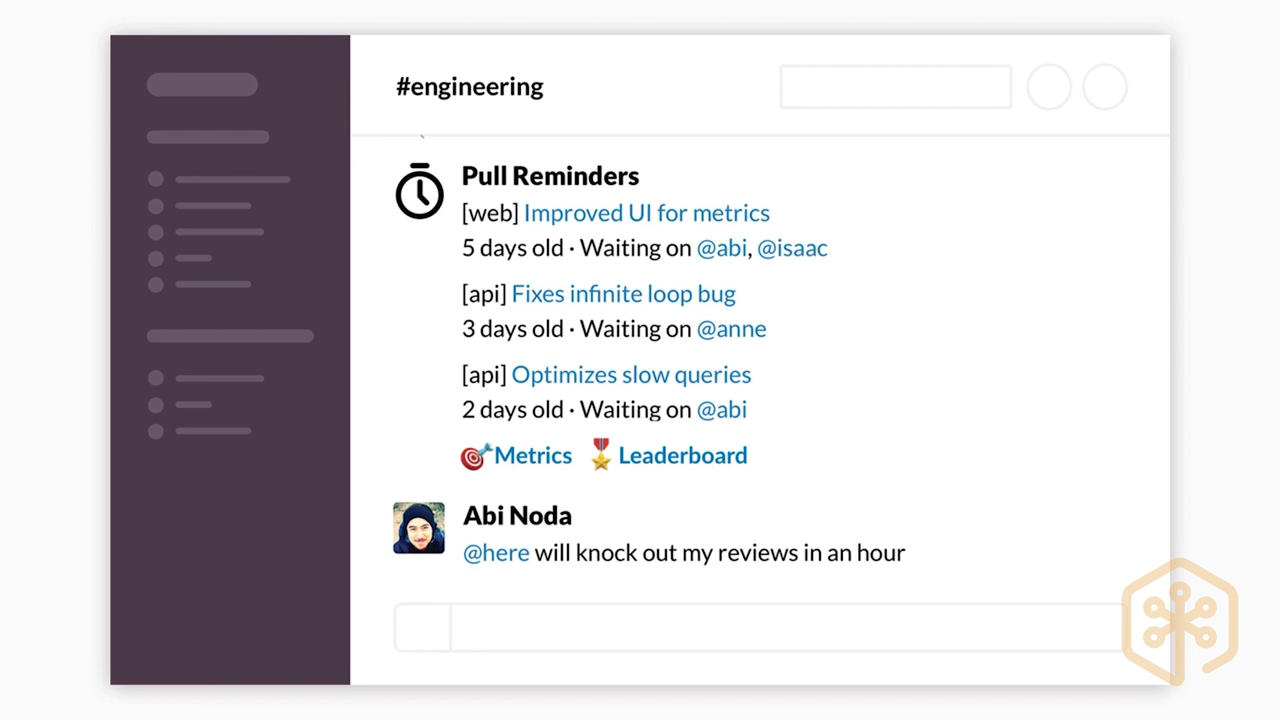 #engineering
Pull Reminders
[web] Improved UI for metrics
5 days old · Waiting on @abi, @isaac
[api] Fixes infinite loop bug
3 days old · Waiting on @anne
[api] Optimizes slow queries
2 days old · Waiting on @abi
Metrics Leaderboard
Abi Noda
@here will knock out my reviews in an hour